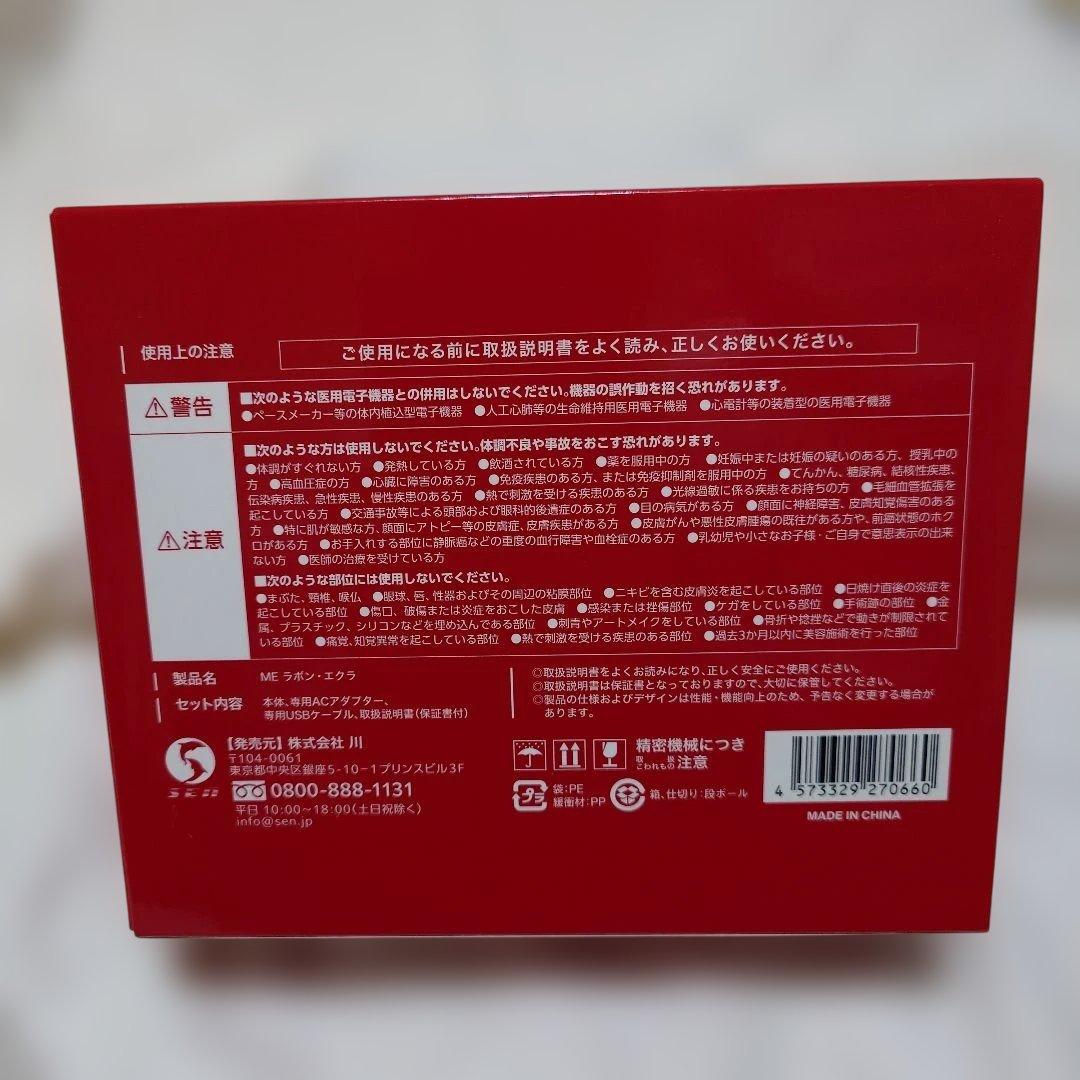 使用上の注意
ご使用になる前に取扱説明書をよく読み、正しくお使いください。
⚠警告
■次のような医用電子機器との併用はしないでください。機器の誤作動を招く恐れがあります。
●ペースメーカー等の体内植込型電子機器 ●人工心肺等の生命維持用医用電子機器 ●心電計等の装着型の医用電子機器
⚠注意
■次のような方は使用しないでください。体調不良や事故をおこす恐れがあります。
●体調がすぐれない方 ●発熱している方 ●飲酒されている方 ●薬を服用中の方 ●妊娠中または妊娠の疑いのある方、授乳中の
方 ●高血圧症の方 ●心臓に障害のある方 ●免疫疾患のある方、または免疫抑制剤を服用中の方 ●てんかん、糖尿病、結核性疾患、
伝染病疾患、急性疾患、慢性疾患のある方 ●熱で刺激を受ける疾患のある方 ●光線過敏に係る疾患をお持ちの方 ●毛細血管拡張を
起こしている方 ●交通事故等による頭部および眼科的後遺症のある方 ●目の病気がある方 ●顔面に神経障害、皮膚知覚傷害のある
方 ●特に肌が敏感な方、顔面にアトピー等の皮膚症、皮膚疾患がある方 ●皮膚がんや悪性皮膚腫瘍の既往がある方や、前癌状態のホク
ロがある方 ●お手入れする部位に静脈癌などの重度の血行障害や血栓症のある方 ●乳幼児や小さなお子様・ご自身で意思表示の出来
ない方 ●医師の治療を受けている方
■次のような部位には使用しないでください。
●まぶた、頸椎、喉仏 ●眼球、唇、性器およびその周辺の粘膜部位 ●ニキビを含む皮膚炎を起こしている部位 ●日焼け直後の炎症を
起こしている部位 ●傷口、破傷または炎症をおこした皮膚 ●感染または挫傷部位 ●ケガをしている部位 ●手術跡の部位 ●金
属、プラスチック、シリコンなどを埋め込んである部位 ●刺青やアートメイクをしている部位 ●骨折や捻挫などで動きが制限されて
いる部位 ●痛覚、知覚異常を起こしている部位 ●熱で刺激を受ける疾患のある部位 ●過去3か月以内に美容施術を行った部位
製品名 ME ラボン・エクラ
セット内容 本体、専用ACアダプター、
専用USBケーブル、取扱説明書(保証書付)
◎取扱説明書をよくお読みになり、正しく安全にご使用ください。
◎取扱説明書は保証書となっておりますので、大切に保管してください。
◎製品の仕様およびデザインは性能・機能向上のため、予告なく変更する場合が
あります。
SEN
【発売元】株式会社 川
〒104-0061
東京都中央区銀座5-10-1プリンスビル3F
0800-888-1131
平日 10:00〜18:00(土日祝除く)
info@sen.jp
精密機械につき
取扱注意
こわれもの
プラ
袋:PE
緩衝材:PP
箱、仕切り:段ボール
4 573329 270660
MADE IN CHINA